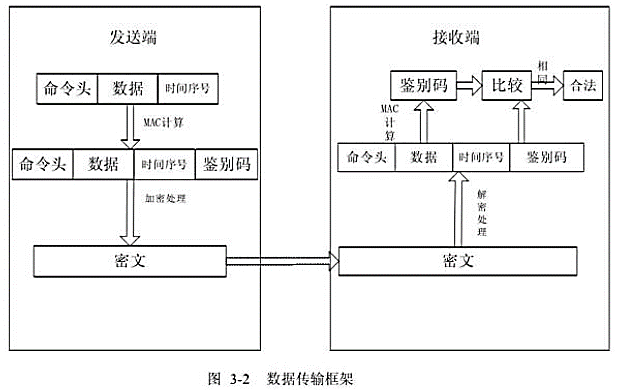 发送端
命令头 数据 时间序号
MAC计算
命令头 数据 时间序号 鉴别码
加密处理
密文
接收端
鉴别码 比较 相同 合法
MAC计算
命令头 数据 时间序号 鉴别码
解密处理
密文
图 3-2 数据传输框架